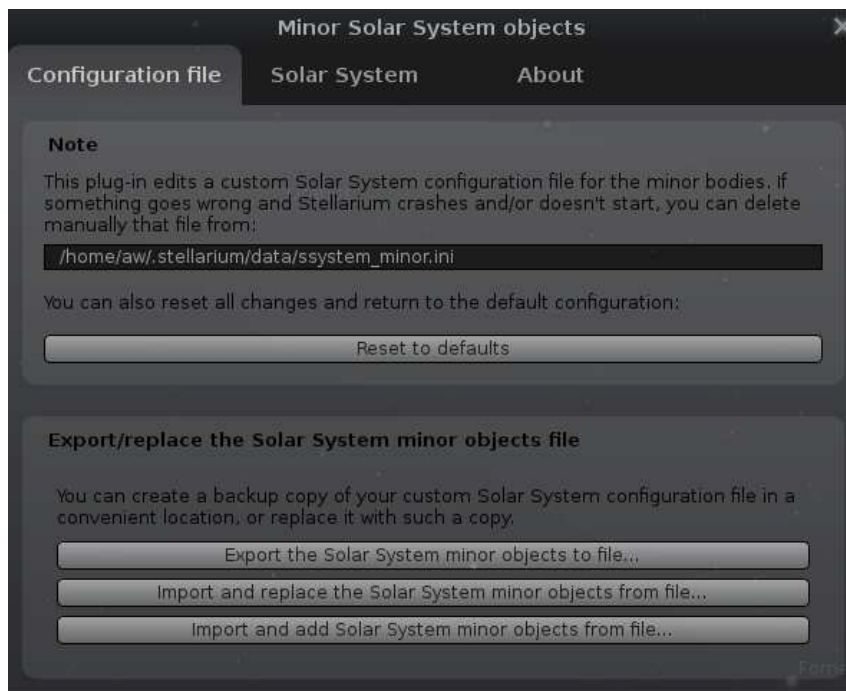 Minor Solar System objects
Configuration file
Solar System
About
Note
This plug-in edits a custom Solar System configuration file for the minor bodies. If
something goes wrong and Stellarium crashes and/or doesn't start, you can delete
manually that file from:
/home/aw/.stellarium/data/ssystem_minor.ini
You can also reset all changes and return to the default configuration:
Reset to defaults
Export/replace the Solar System minor objects file
You can create a backup copy of your custom Solar System configuration file in a
convenient location, or replace it with such a copy.
Export the Solar System minor objects to file...
Import and replace the Solar System minor objects from file...
Import and add Solar System minor objects from file...